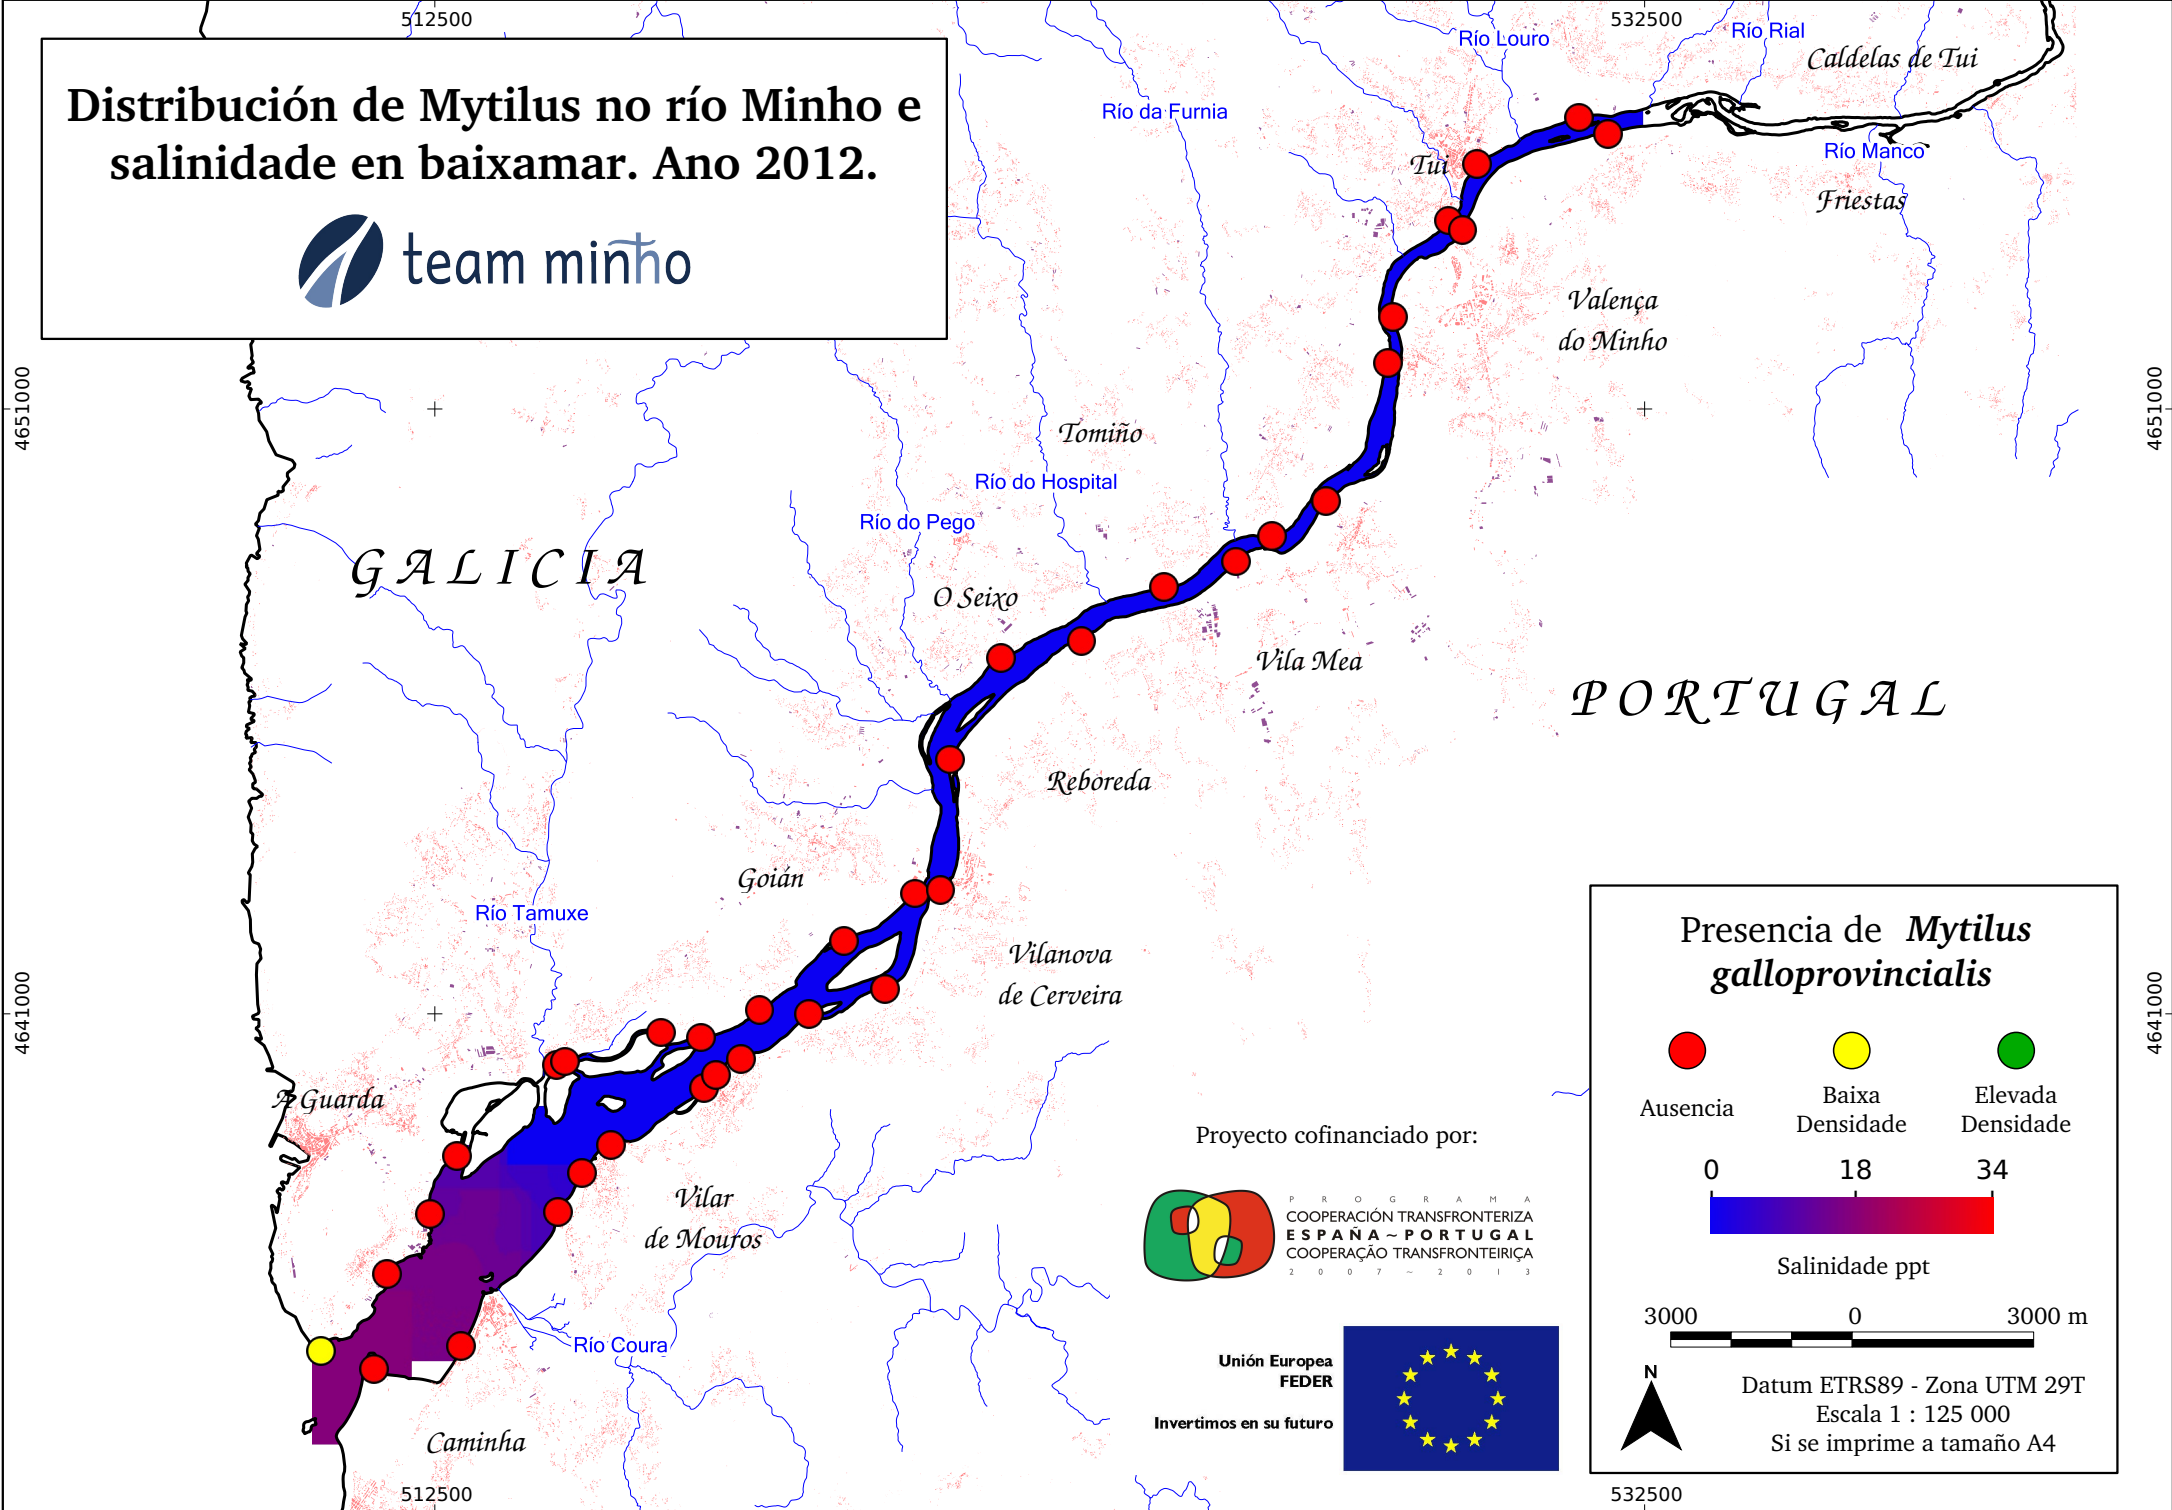 512500
532500
Distribución de Mytilus no río Minho e
salinidade en baixamar. Ano 2012.
team minho
Río Louro
Río Rial
Caldelas de Tui
Río da Furnia
Río Manco
Tui
Friestas
Valença
do Minho
4651000
4651000
Tomiño
Río do Hospital
Río do Pego
GALICIA
O Seixo
Vila Mea
PORTUGAL
Reboreda
Goián
Río Tamuxe
Vilanova
de Cerveira
4641000
4641000
A Guarda
Vilar
de Mouros
Río Coura
Caminha
Presencia de Mytilus
galloprovincialis
Ausencia
Baixa
Densidade
Elevada
Densidade
0 18 34
Salinidade ppt
3000 0 3000 m
N
Datum ETRS89 - Zona UTM 29T
Escala 1 : 125 000
Si se imprime a tamaño A4
Proyecto cofinanciado por:
PROGRAMA
COOPERACIÓN TRANSFRONTERIZA
ESPAÑA ~ PORTUGAL
COOPERAÇÃO TRANSFRONTEIRIÇA
2007 ~ 2013
Unión Europea
FEDER
Invertimos en su futuro
512500
532500